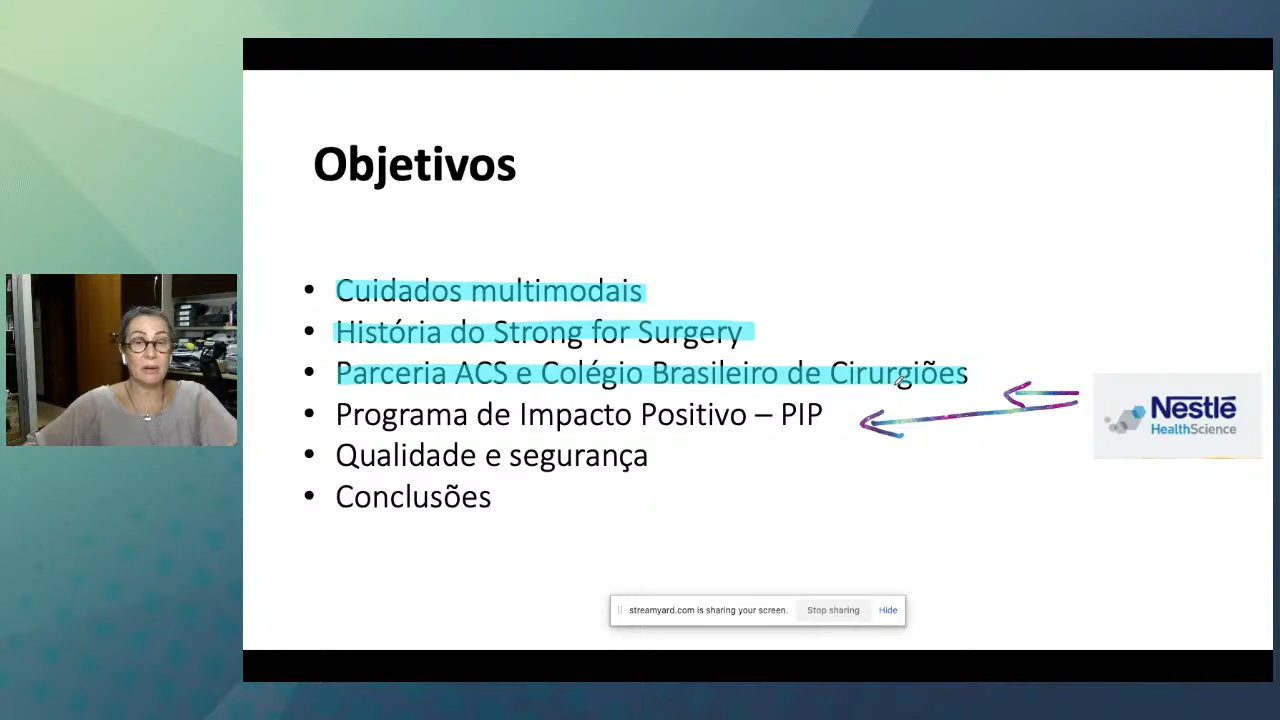 Objetivos
• Cuidados multimodais
• História do Strong for Surgery
• Parceria ACS e Colégio Brasileiro de Cirurgiões
• Programa de Impacto Positivo – PIP
• Qualidade e segurança
• Conclusões
Nestlé
HealthScience
streamyard.com is sharing your screen. Stop sharing Hide